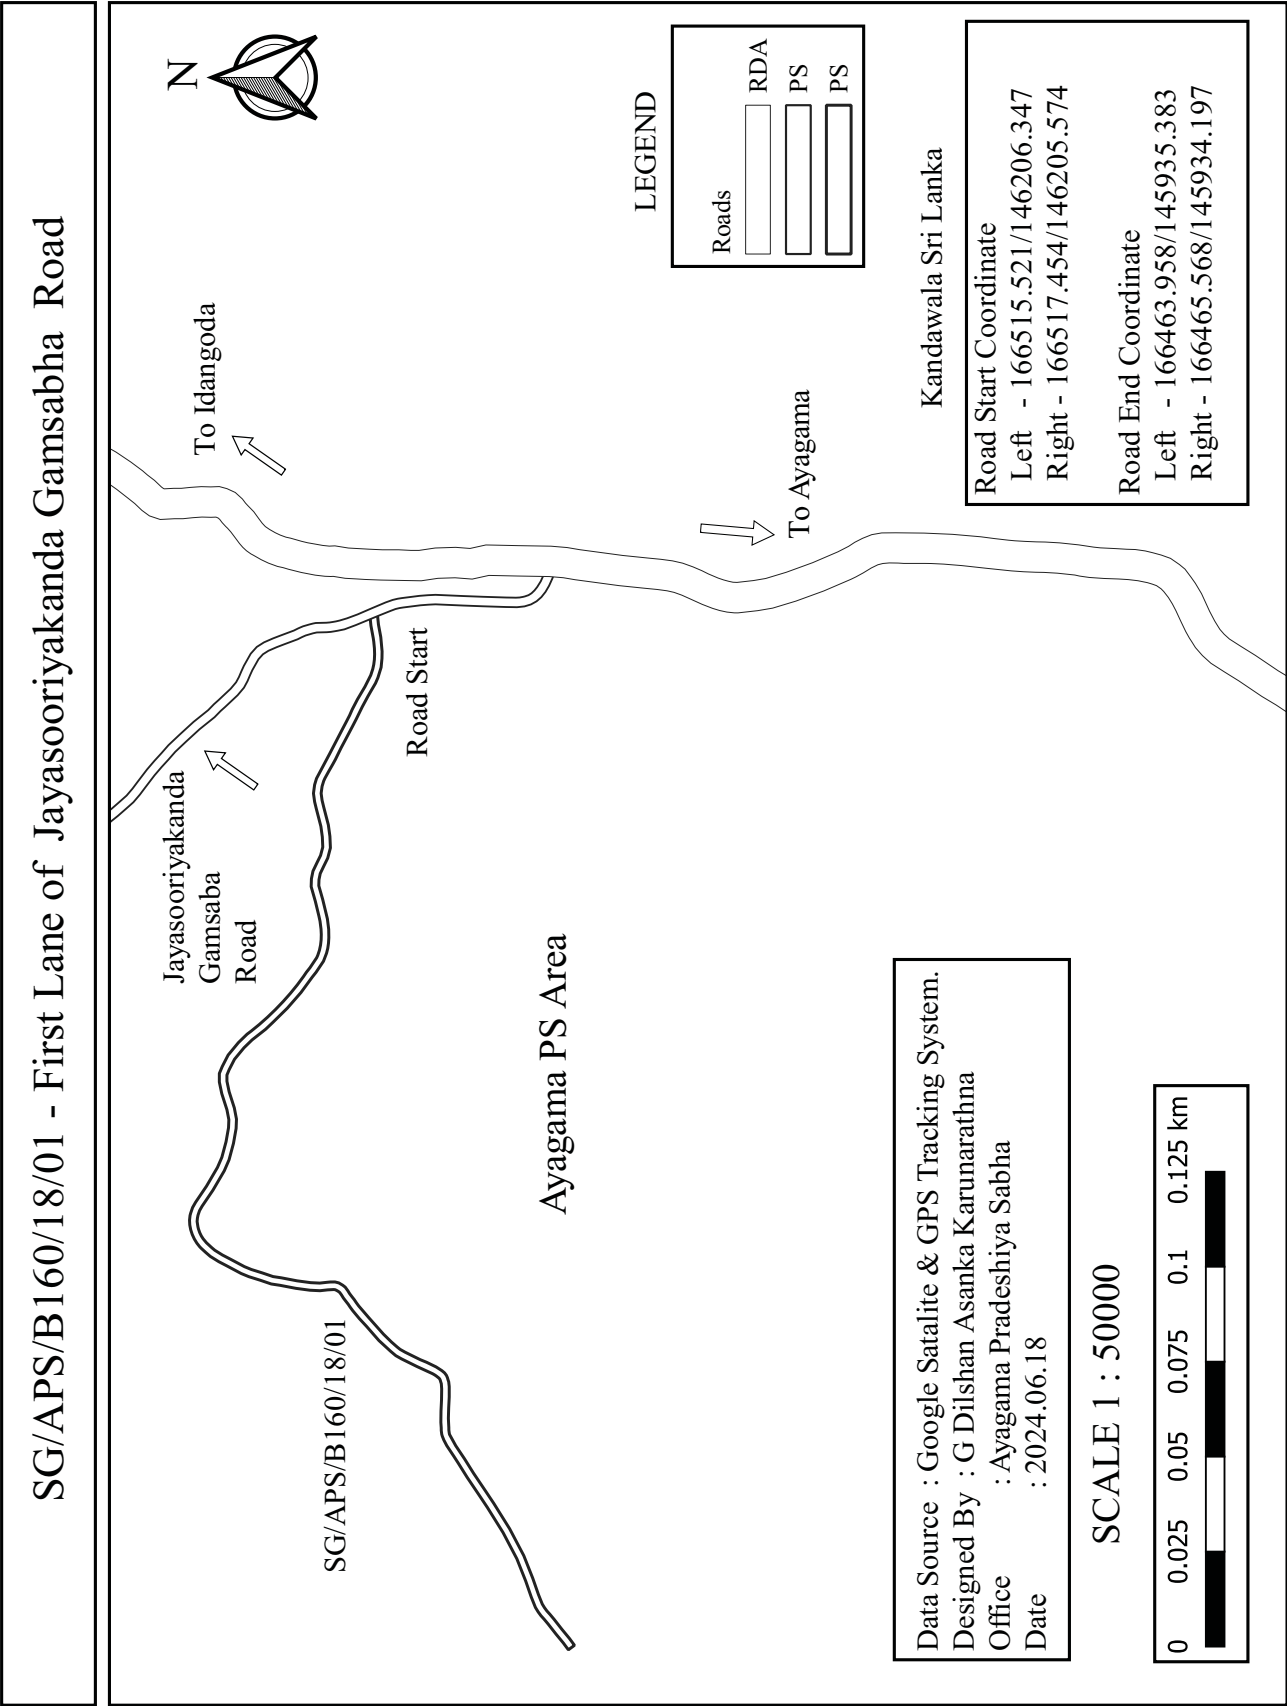 SG/APS/B160/18/01 - First Lane of Jayasooriyakanda Gamsabha Road
N
To Idangoda
Jayasooriyakanda
Gamsaba
Road
Road Start
SG/APS/B160/18/01
Ayagama PS Area
To Ayagama
LEGEND
Roads
RDA
PS
PS
Kandawala Sri Lanka
Road Start Coordinate
Left - 166515.521/146206.347
Right - 166517.454/146205.574
Road End Coordinate
Left - 166463.958/145935.383
Right - 166465.568/145934.197
Data Source : Google Satalite & GPS Tracking System.
Designed By : G Dilshan Asanka Karunarathna
Office : Ayagama Pradeshiya Sabha
Date : 2024.06.18
SCALE 1 : 50000
0 0.025 0.05 0.075 0.1 0.125 km